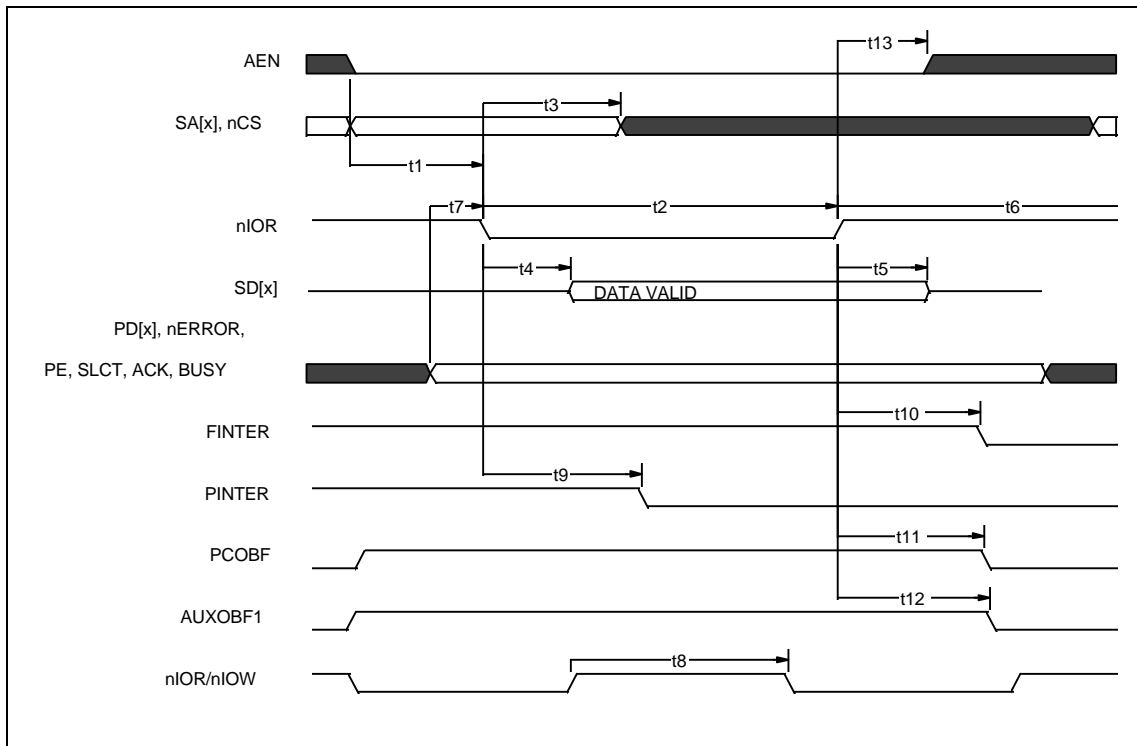 t13
AEN
t3
SA[x], nCS
t1
t7
t2
t6
nIOR
t4
t5
SD[x]
DATA VALID
PD[x], nERROR,
PE, SLCT, ACK, BUSY
t10
FINTER
t9
PINTER
t11
PCOBF
t12
AUXOBF1
t8
nIOR/nIOW